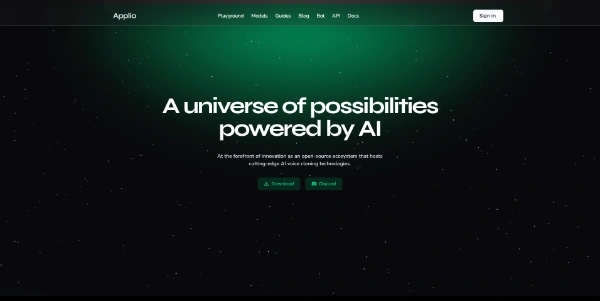 Applio
Playground Models Guides Blog Bot API Docs
Sign in
A universe of possibilities
powered by AI
At the forefront of innovation as an open-source ecosystem that hosts
cutting-edge AI voice cloning technologies.
Download Discord